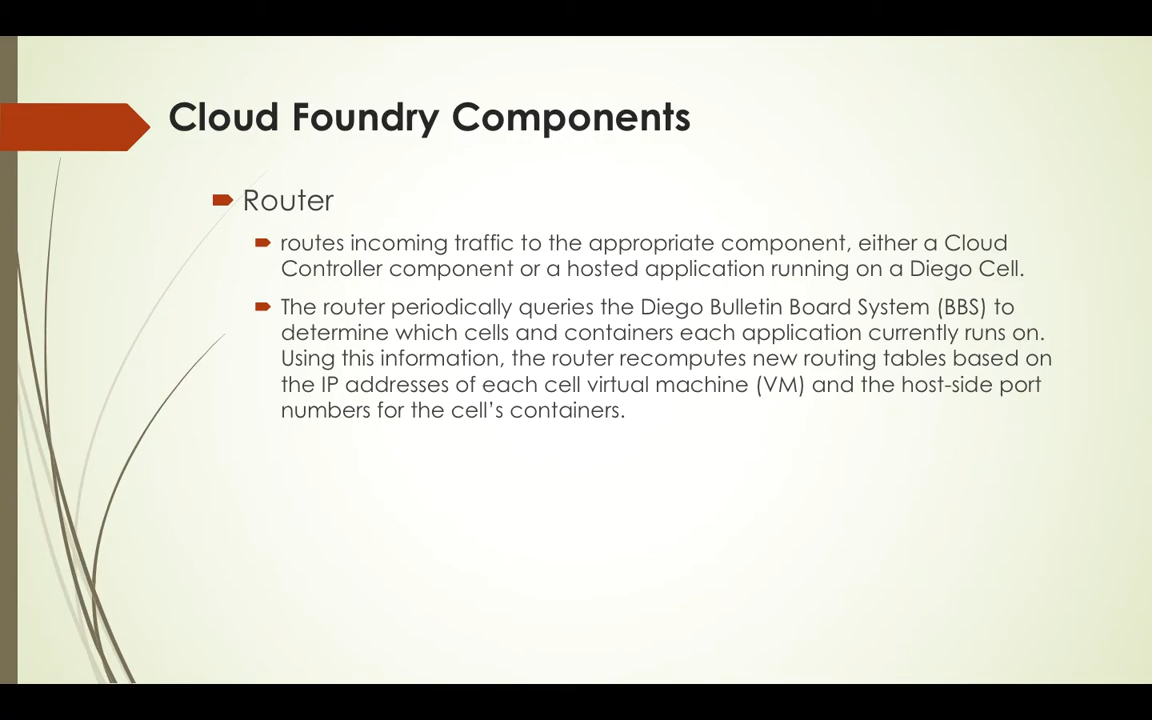 Cloud Foundry Components
Router
routes incoming traffic to the appropriate component, either a Cloud
Controller component or a hosted application running on a Diego Cell.
The router periodically queries the Diego Bulletin Board System (BBS) to
determine which cells and containers each application currently runs on.
Using this information, the router recomputes new routing tables based on
the IP addresses of each cell virtual machine (VM) and the host-side port
numbers for the cell’s containers.